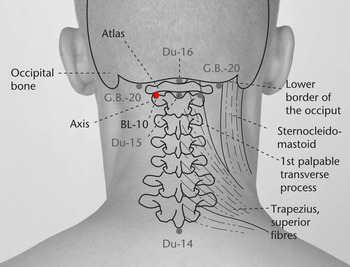 Atlas
Du-16
G.B.-20
Occipital
bone
G.B.-20
Lower
border of
the occiput
Axis
BL-10
Du-15
Sternocleido-
mastoid
1st palpable
transverse
process
Trapezius,
superior
fibres
Du-14